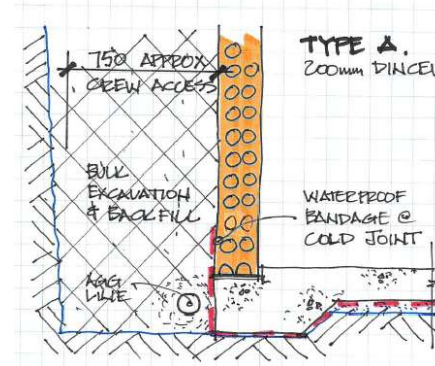 TYPE A.
200mm DINCEL
750 APPROX
CREW ACCESS
BULK
EXCAVATION
& BACKFILL
WATERPROOF
BANDAGE @
COLD JOINT
AGG
LINE